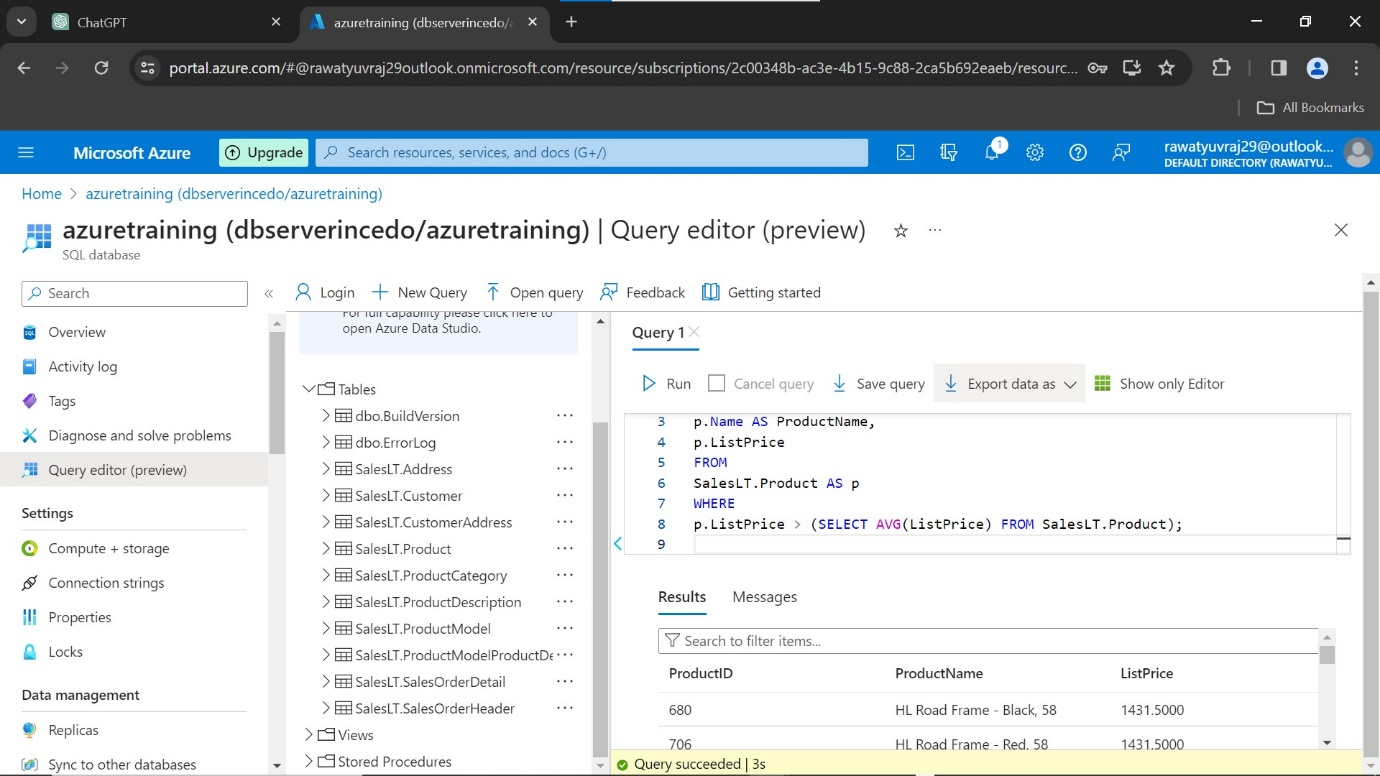 ChatGPT
azuretraining (dbserverincedo/a
portal.azure.com/#@rawatyuvraj29outlook.onmicrosoft.com/resource/subscriptions/2c00348b-ac3e-4b15-9c88-2ca5b692eaeb/resourc...
All Bookmarks
Microsoft Azure
Upgrade
Search resources, services, and docs (G+/)
1
rawatyuvraj29@outlook...
DEFAULT DIRECTORY (RAWATYU...
Home > azuretraining (dbserverincedo/azuretraining)
azuretraining (dbserverincedo/azuretraining) | Query editor (preview)
SQL database
Search
Overview
Activity log
Tags
Diagnose and solve problems
Query editor (preview)
Settings
Compute + storage
Connection strings
Properties
Locks
Data management
Replicas
Sync to other databases
Login
New Query
Open query
Feedback
Getting started
For full capability please click here to
open Azure Data Studio.
Tables
dbo.BuildVersion
dbo.ErrorLog
SalesLT.Address
SalesLT.Customer
SalesLT.CustomerAddress
SalesLT.Product
SalesLT.ProductCategory
SalesLT.ProductDescription
SalesLT.ProductModel
SalesLT.ProductModelProductDe
SalesLT.SalesOrderDetail
SalesLT.SalesOrderHeader
Views
Stored Procedures
Query 1
Run
Cancel query
Save query
Export data as
Show only Editor
3 p.Name AS ProductName,
4 p.ListPrice
5 FROM
6 SalesLT.Product AS p
7 WHERE
8 p.ListPrice > (SELECT AVG(ListPrice) FROM SalesLT.Product);
9
Results Messages
Search to filter items...
ProductID ProductName ListPrice
680 HL Road Frame - Black, 58 1431.5000
706 HL Road Frame - Red, 58 1431.5000
Query succeeded | 3s